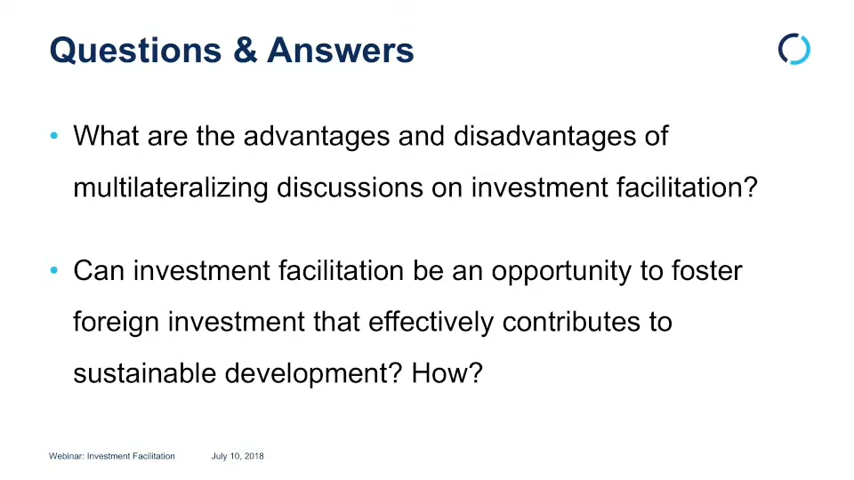 Questions & Answers
• What are the advantages and disadvantages of
multilateralizing discussions on investment facilitation?
• Can investment facilitation be an opportunity to foster
foreign investment that effectively contributes to
sustainable development? How?
Webinar: Investment Facilitation July 10, 2018